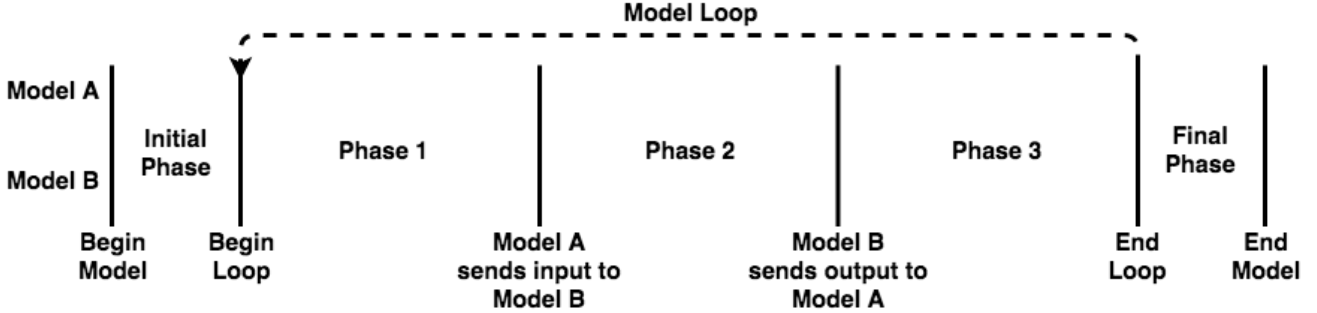 Model Loop
Model A
Model B
Initial
Phase
Phase 1
Phase 2
Phase 3
Final
Phase
Begin
Model
Begin
Loop
Model A
sends input to
Model B
Model B
sends output to
Model A
End
Loop
End
Model